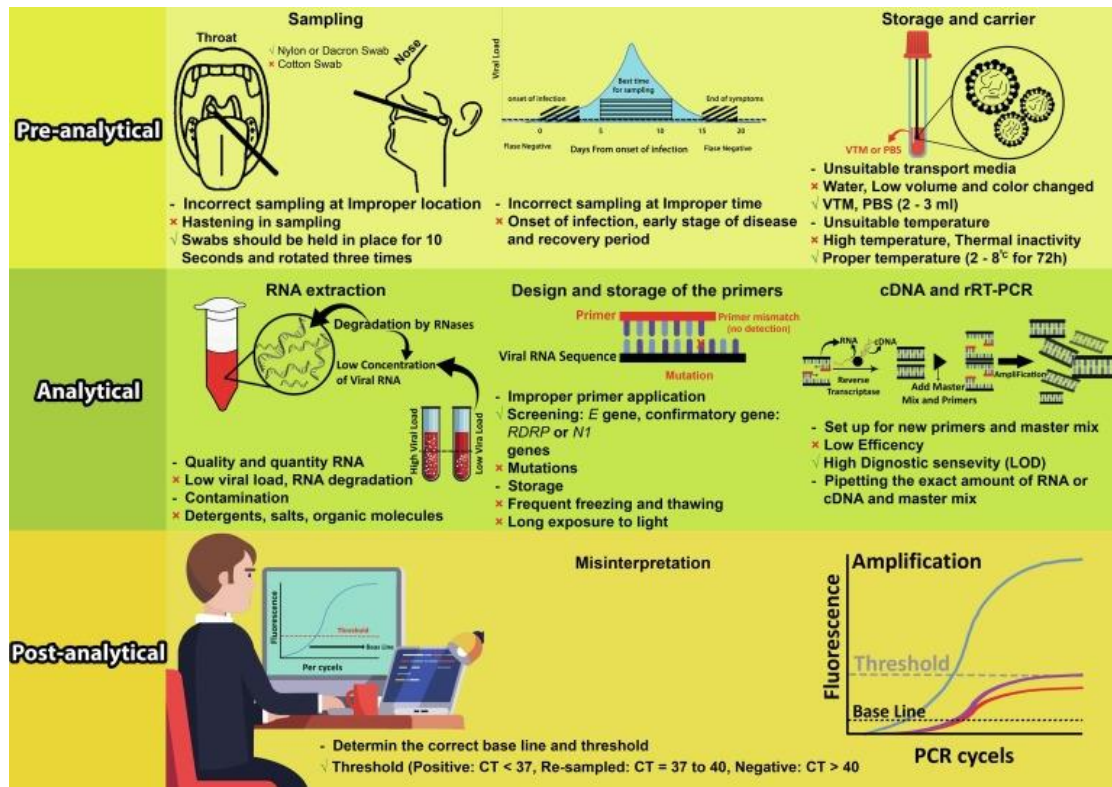 Pre-analytical
Sampling
Throat
√ Nylon or Dacron Swab
× Cotton Swab
Nose
- Incorrect sampling at Improper location
× Hastening in sampling
√ Swabs should be held in place for 10
Seconds and rotated three times
Viral Load
Best time
for sampling
onset of infection
End of symptoms
0 5 10 15 20
Flase Negative
Days From onset of infection
Flase Negative
- Incorrect sampling at Improper time
× Onset of infection, early stage of disease
and recovery period
Storage and carrier
VTM or PBS
- Unsuitable transport media
× Water, Low volume and color changed
√ VTM, PBS (2 - 3 ml)
- Unsuitable temperature
× High temperature, Thermal inactivity
√ Proper temperature (2 - 8℃ for 72h)
Analytical
RNA extraction
Degradation by RNases
Low Concentration
of Viral RNA
High Viral Load
Low Vira Load
- Quality and quantity RNA
× Low viral load, RNA degradation
- Contamination
× Detergents, salts, organic molecules
Design and storage of the primers
Primer
Primer mismatch
(no detection)
Viral RNA Sequence
Mutation
- Improper primer application
√ Screening: E gene, confirmatory gene:
RDRP or N1
genes
× Mutations
- Storage
× Frequent freezing and thawing
× Long exposure to light
cDNA and rRT-PCR
RNA
cDNA
Reverse
Transcriptase
Add Master
Mix and Primers
Amplification
- Set up for new primers and master mix
× Low Efficency
√ High Dignostic sensevity (LOD)
- Pipetting the exact amount of RNA or
cDNA and master mix
Post-analytical
Misinterpretation
Fluorescence
Threshold
Base Line
Per cycels
- Determin the correct base line and threshold
√ Threshold (Positive: CT < 37, Re-sampled: CT = 37 to 40, Negative: CT > 40
Amplification
Fluorescence
Threshold
Base Line
PCR cycels